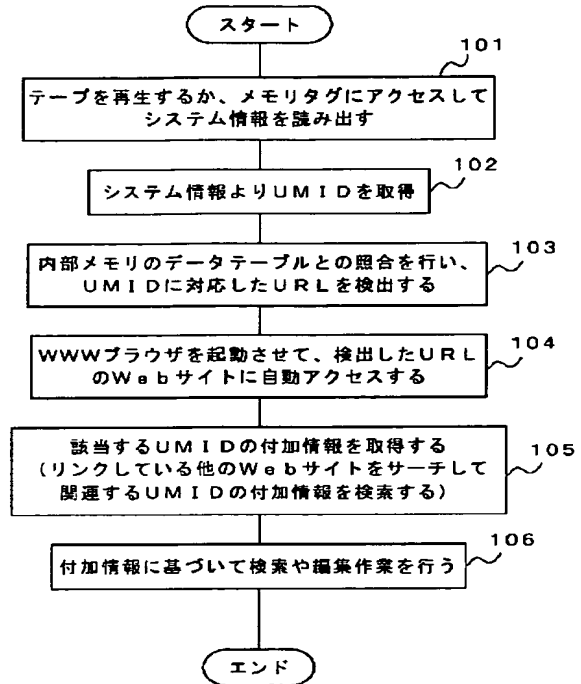 スタート
101
テープを再生するか、メモリタグにアクセスして
システム情報を読み出す
102
システム情報よりUMIDを取得
103
内部メモリのデータテーブルとの照合を行い、
UMIDに対応したURLを検出する
104
WWWブラウザを起動させて、検出したURL
のWebサイトに自動アクセスする
105
該当するUMIDの付加情報を取得する
(リンクしている他のWebサイトをサーチして
関連するUMIDの付加情報を検索する)
106
付加情報に基づいて検索や編集作業を行う
エンド